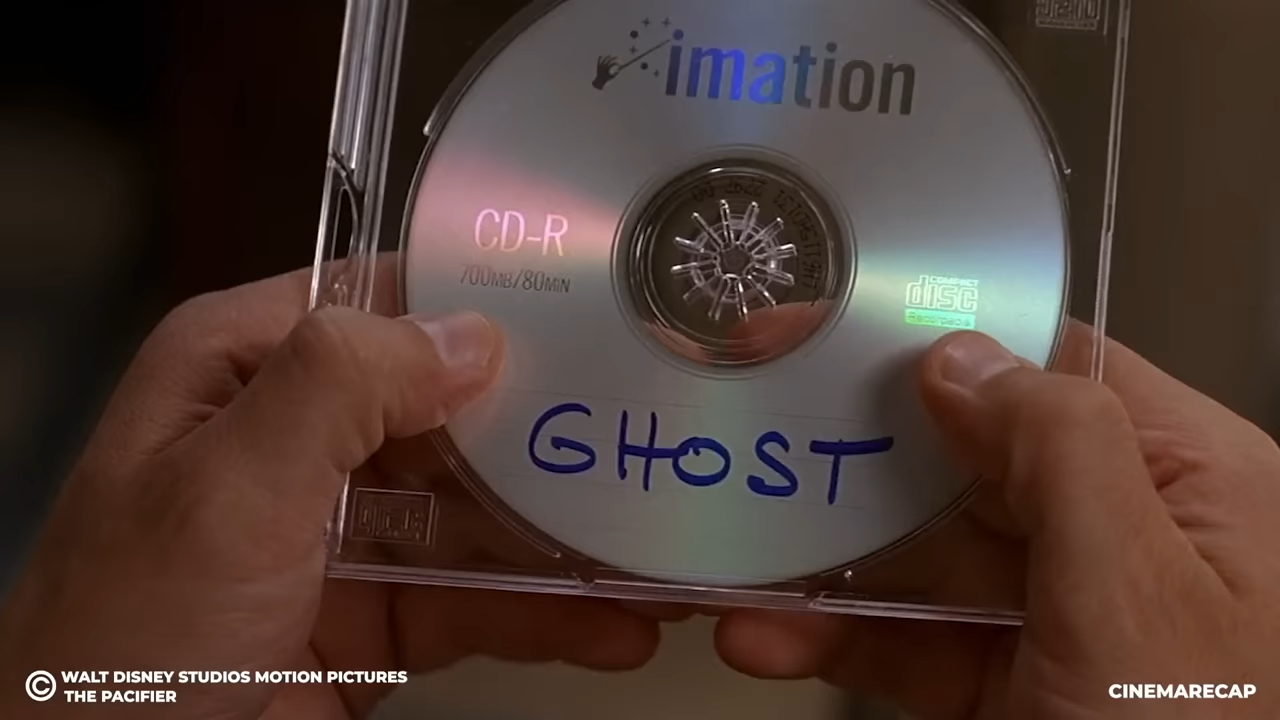 imation
CD-R
700MB/80MIN
COMPACT
disc
Recordable
GHOST
© WALT DISNEY STUDIOS MOTION PICTURES
THE PACIFIER
CINEMARECAP